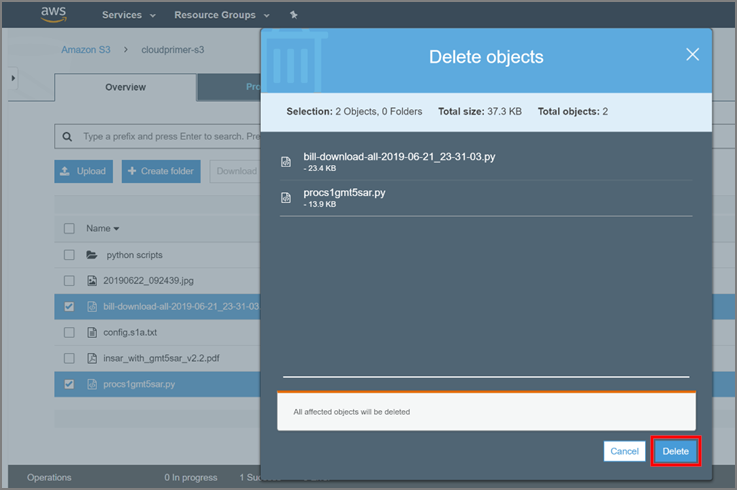 aws
Services
Resource Groups
Amazon S3 > cloudprimer-s3
Overview
Type a prefix and press Enter to search.
Upload
Create folder
Download
Name
python scripts
20190622_092439.jpg
bill-download-all-2019-06-21_23-31-03
config.s1a.txt
insar_with_gmt5sar_v2.2.pdf
procs1gmt5sar.py
Operations
0 In progress
Delete objects
Selection: 2 Objects, 0 Folders Total size: 37.3 KB Total objects: 2
bill-download-all-2019-06-21_23-31-03.py
- 23.4 KB
procs1gmt5sar.py
- 13.9 KB
All affected objects will be deleted
Cancel
Delete